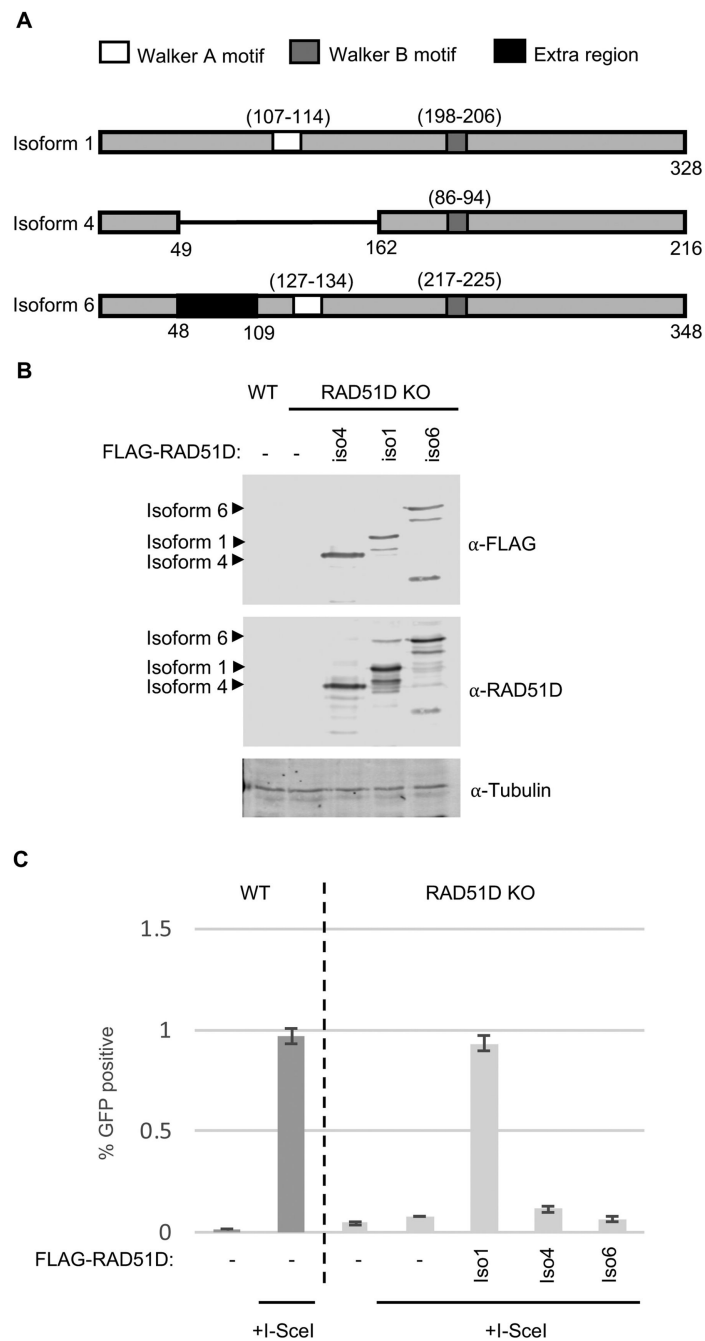 A
Walker A motif
Walker B motif
Extra region
(107-114)
(198-206)
Isoform 1
328
(86-94)
Isoform 4
49
162
216
(127-134)
(217-225)
Isoform 6
48
109
348
B
WT
RAD51D KO
FLAG-RAD51D:
-
-
iso4
iso1
iso6
Isoform 6
Isoform 1
Isoform 4
α-FLAG
Isoform 6
Isoform 1
Isoform 4
α-RAD51D
α-Tubulin
C
WT
RAD51D KO
1.5
1
0.5
0
% GFP positive
FLAG-RAD51D:
-
-
-
-
Iso1
Iso4
Iso6
+I-SceI
+I-SceI